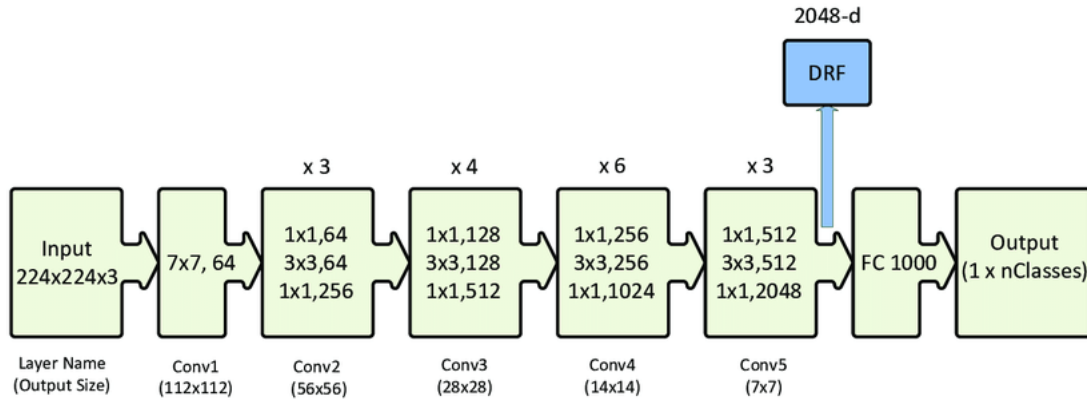 2048-d
DRF
x 3
x 4
x 6
x 3
Input
224x224x3
7x7, 64
1x1,64
3x3,64
1x1,256
1x1,128
3x3,128
1x1,512
1x1,256
3x3,256
1x1,1024
1x1,512
3x3,512
1x1,2048
FC 1000
Output
(1 x nClasses)
Layer Name
(Output Size)
Conv1
(112x112)
Conv2
(56x56)
Conv3
(28x28)
Conv4
(14x14)
Conv5
(7x7)